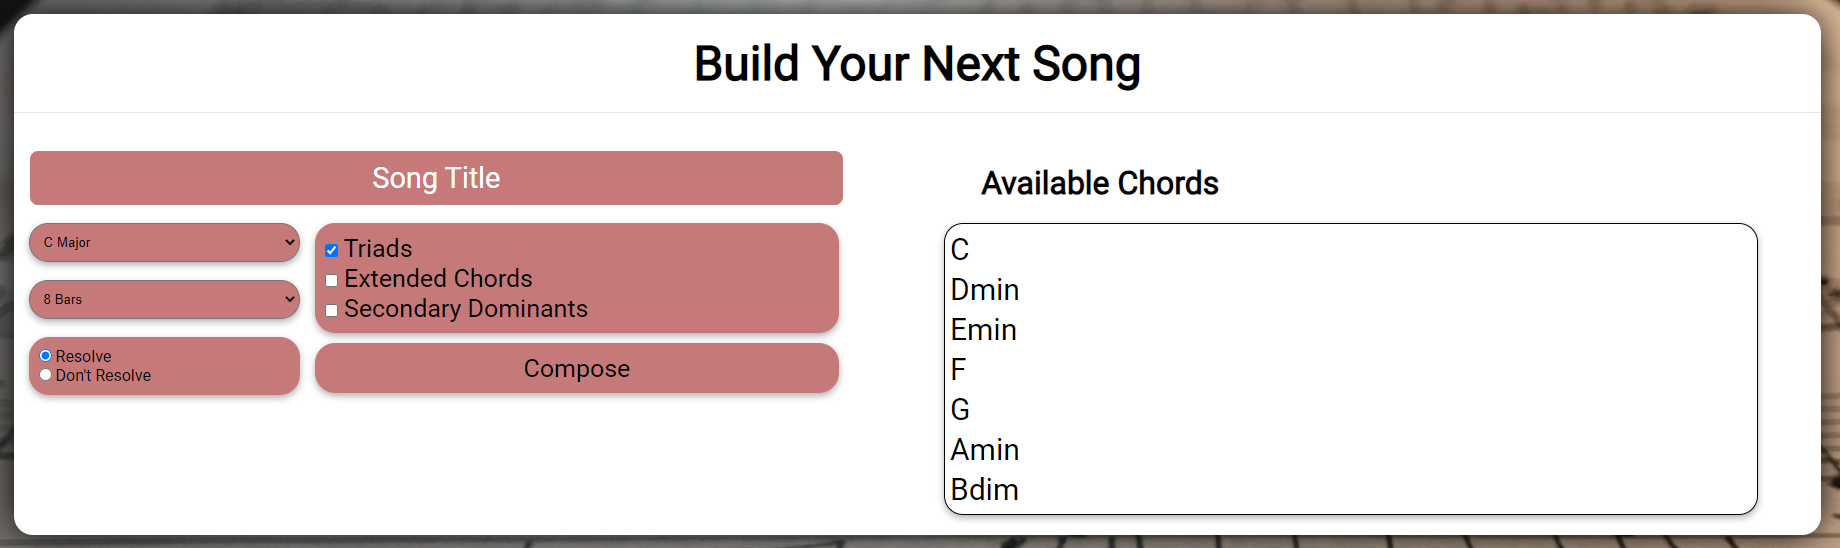 Build Your Next Song
Song Title
C Major
8 Bars
Resolve
Don't Resolve
Triads
Extended Chords
Secondary Dominants
Compose
Available Chords
C
Dmin
Emin
F
G
Amin
Bdim